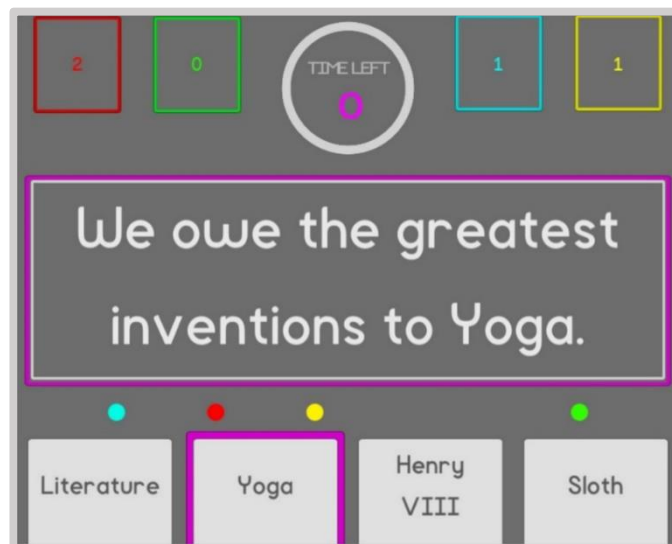 2
0
TIME LEFT
0
1
1
We owe the greatest
inventions to Yoga.
Literature
Yoga
Henry
VIII
Sloth